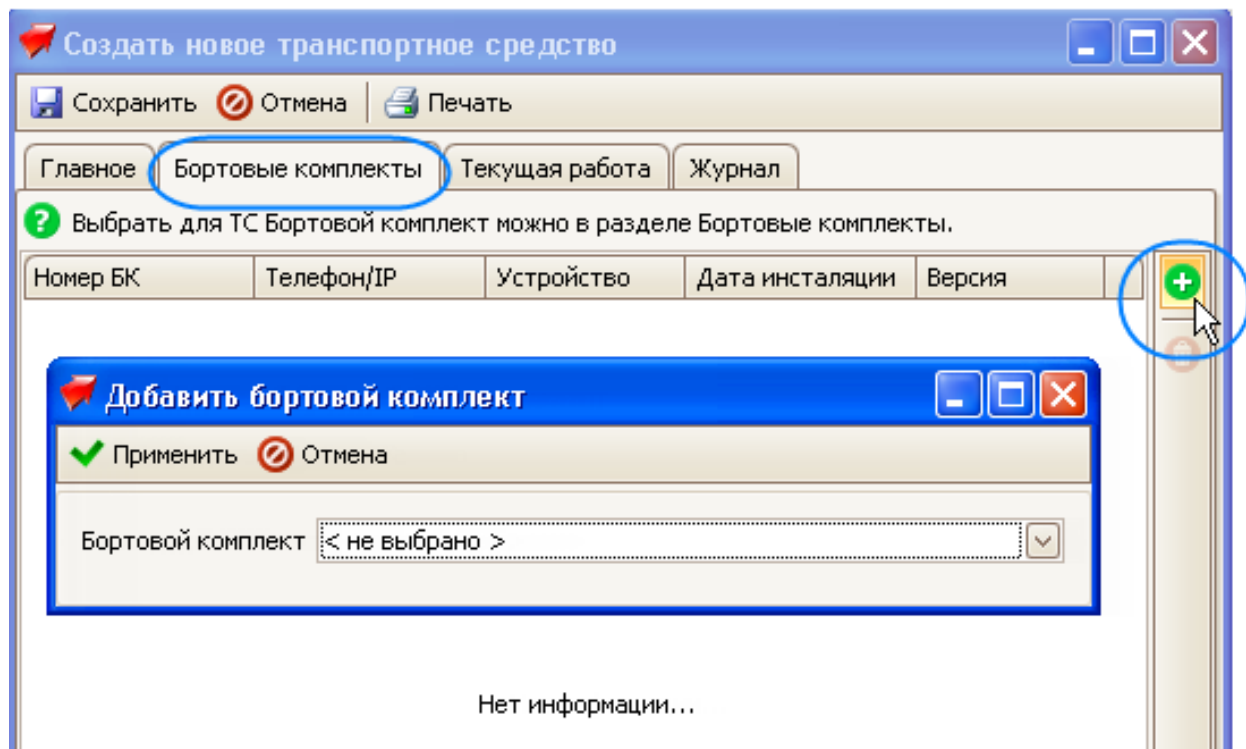 Создать новое транспортное средство
Сохранить Отмена Печать
Главное Бортовые комплекты Текущая работа Журнал
Выбрать для ТС Бортовой комплект можно в разделе Бортовые комплекты.
Номер БК Телефон/IP Устройство Дата инсталяции Версия
Добавить бортовой комплект
Применить Отмена
Бортовой комплект < не выбрано >
Нет информации...